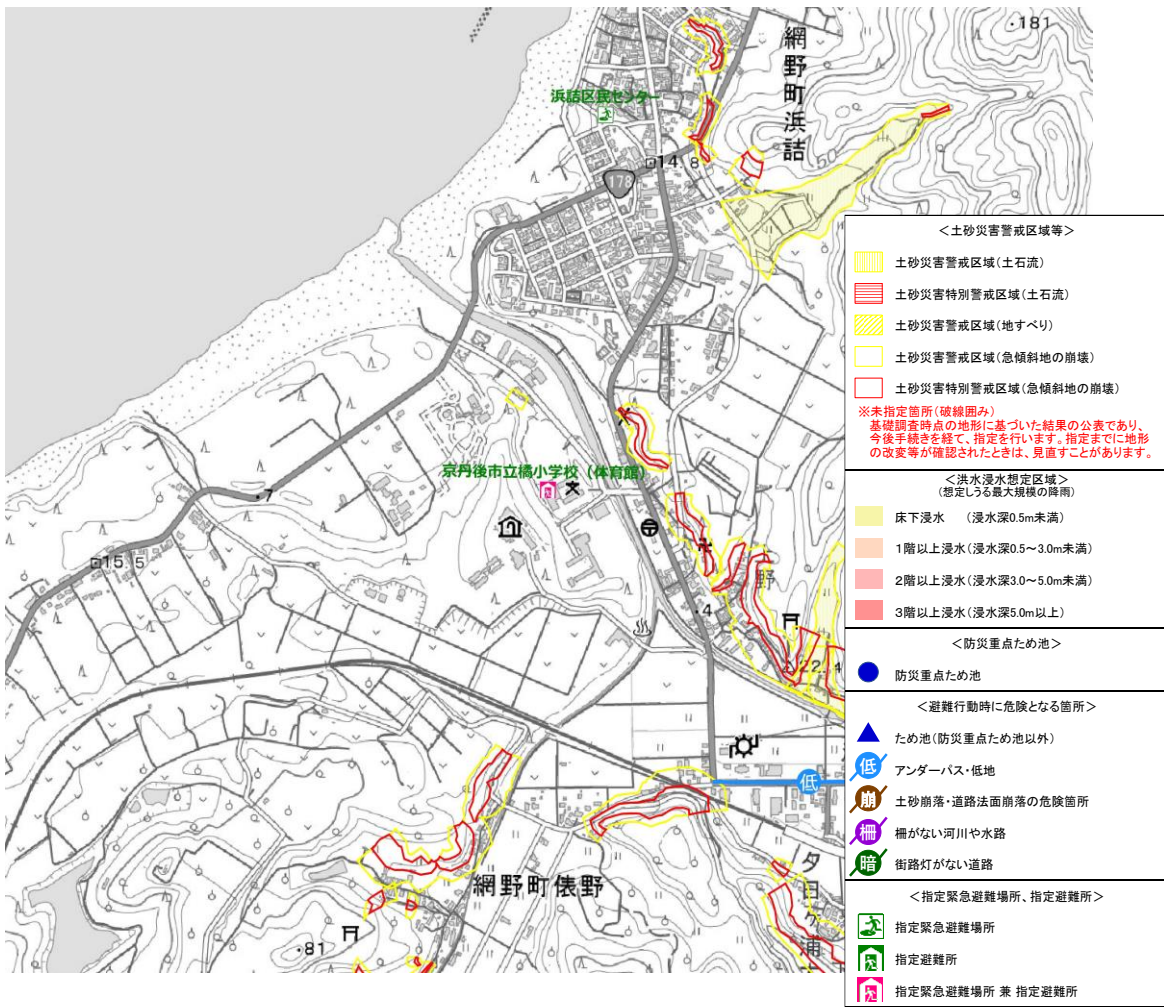 181
網野町浜詰
浜詰区民センター
14.8
178
京丹後市立橘小学校 (体育館)
7
15.5
文
野
4
22.4
低
網野町俵野
夕日ヶ浦
81
＜土砂災害警戒区域等＞
土砂災害警戒区域(土石流)
土砂災害特別警戒区域(土石流)
土砂災害警戒区域(地すべり)
土砂災害警戒区域(急傾斜地の崩壊)
土砂災害特別警戒区域(急傾斜地の崩壊)
※未指定箇所(破線囲み)
基礎調査時点の地形に基づいた結果の公表であり、
今後手続きを経て、指定を行います。指定までに地形
の改変等が確認されたときは、見直すことがあります。
＜洪水浸水想定区域＞
(想定しうる最大規模の降雨)
床下浸水 (浸水深0.5m未満)
1階以上浸水(浸水深0.5～3.0m未満)
2階以上浸水(浸水深3.0～5.0m未満)
3階以上浸水(浸水深5.0m以上)
＜防災重点ため池＞
防災重点ため池
＜避難行動時に危険となる箇所＞
ため池(防災重点ため池以外)
低 アンダーパス・低地
崩 土砂崩落・道路法面崩落の危険箇所
柵 柵がない河川や水路
暗 街路灯がない道路
＜指定緊急避難場所、指定避難所＞
指定緊急避難場所
指定避難所
指定緊急避難場所 兼 指定避難所